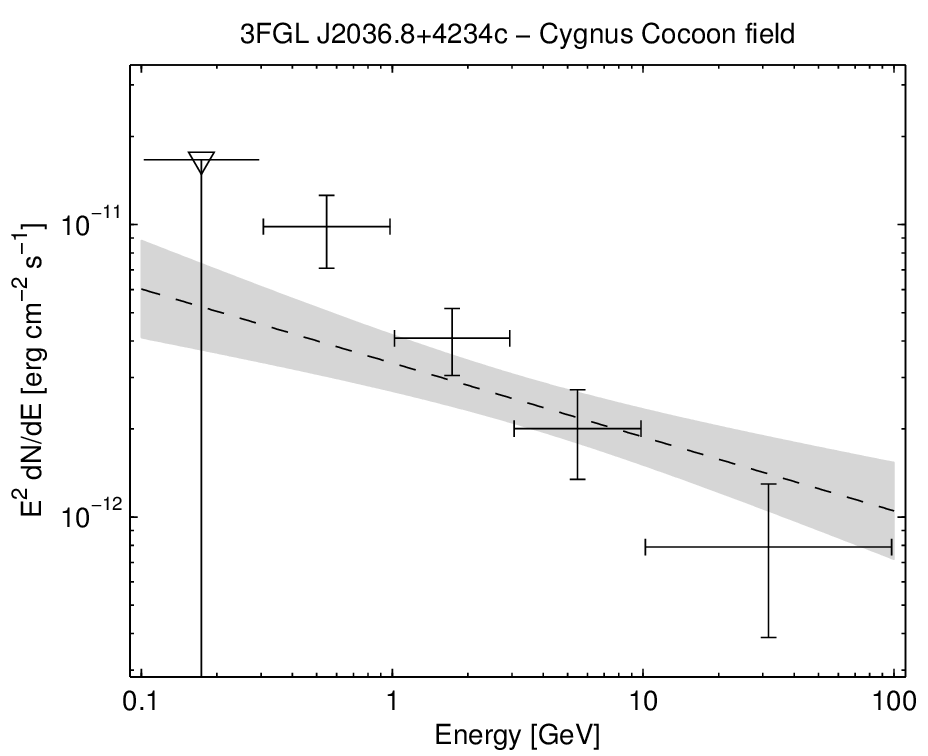 3FGL J2036.8+4234c − Cygnus Cocoon field
E² dN/dE [erg cm⁻² s⁻¹]
10⁻¹¹
10⁻¹²
0.1 1 10 100
Energy [GeV]